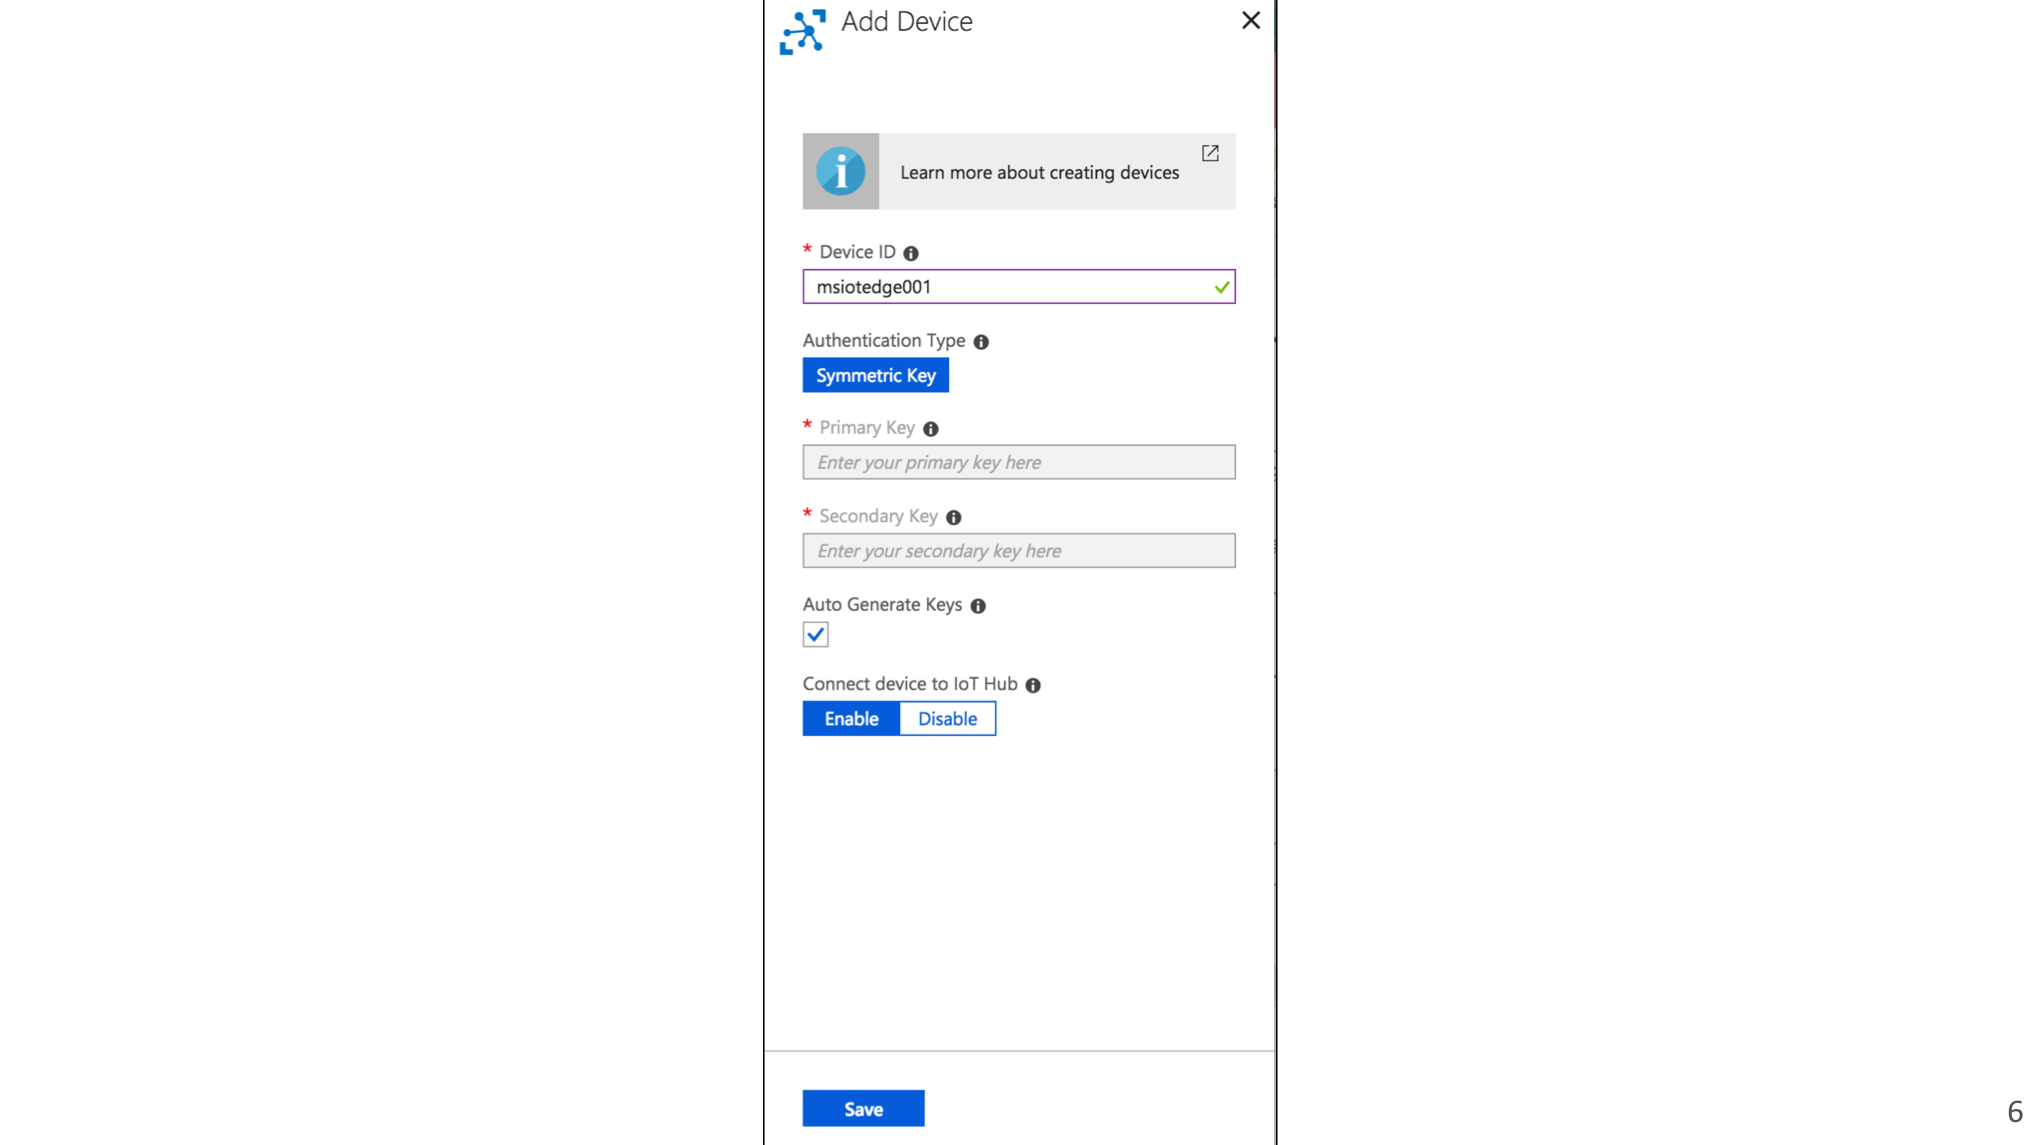 Add Device
Learn more about creating devices
* Device ID
msiotedge001
Authentication Type
Symmetric Key
* Primary Key
Enter your primary key here
* Secondary Key
Enter your secondary key here
Auto Generate Keys
Connect device to IoT Hub
Enable Disable
Save
6